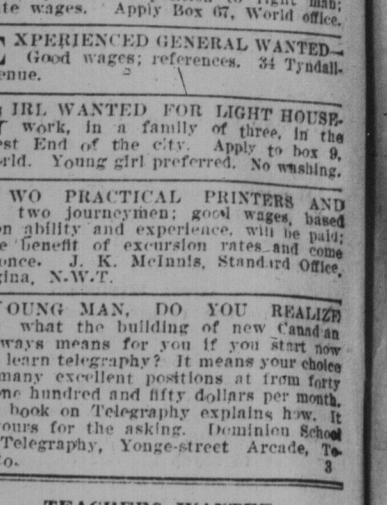 te wages. Apply Box 67, World office.
XPERIENCED GENERAL WANTED—
Good wages; references. 34 Tyndall-
enue.
IRL WANTED FOR LIGHT HOUSE-
work, in a family of three, in the
est End of the city. Apply to box 9,
rld. Young girl preferred. No washing.
WO PRACTICAL PRINTERS AND
two journeymen; good wages, based
on ability and experience, will be paid;
e benefit of excursion rates and come
once. J. K. McInnis, Standard Office,
gina, N.W.T.
OUNG MAN, DO YOU REALIZE
what the building of new Canadian
ways means for you if you start now
learn telegraphy? It means your choice
many excellent positions at from forty
one hundred and fifty dollars per month.
book on Telegraphy explains how. It
ours for the asking. Dominion School
Telegraphy, Yonge-street Arcade, To-
o. 3